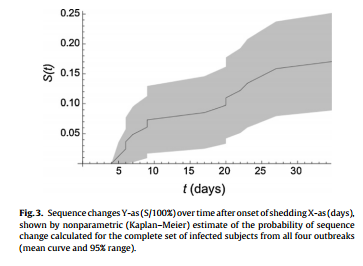 0.25
0.20
S(t)
0.15
0.10
0.05
5 10 15 20 25 30
t (days)
Fig. 3. Sequence changes Y-as (S/100%) over time after onset of shedding X-as (days),
shown by nonparametric (Kaplan–Meier) estimate of the probability of sequence
change calculated for the complete set of infected subjects from all four outbreaks
(mean curve and 95% range).